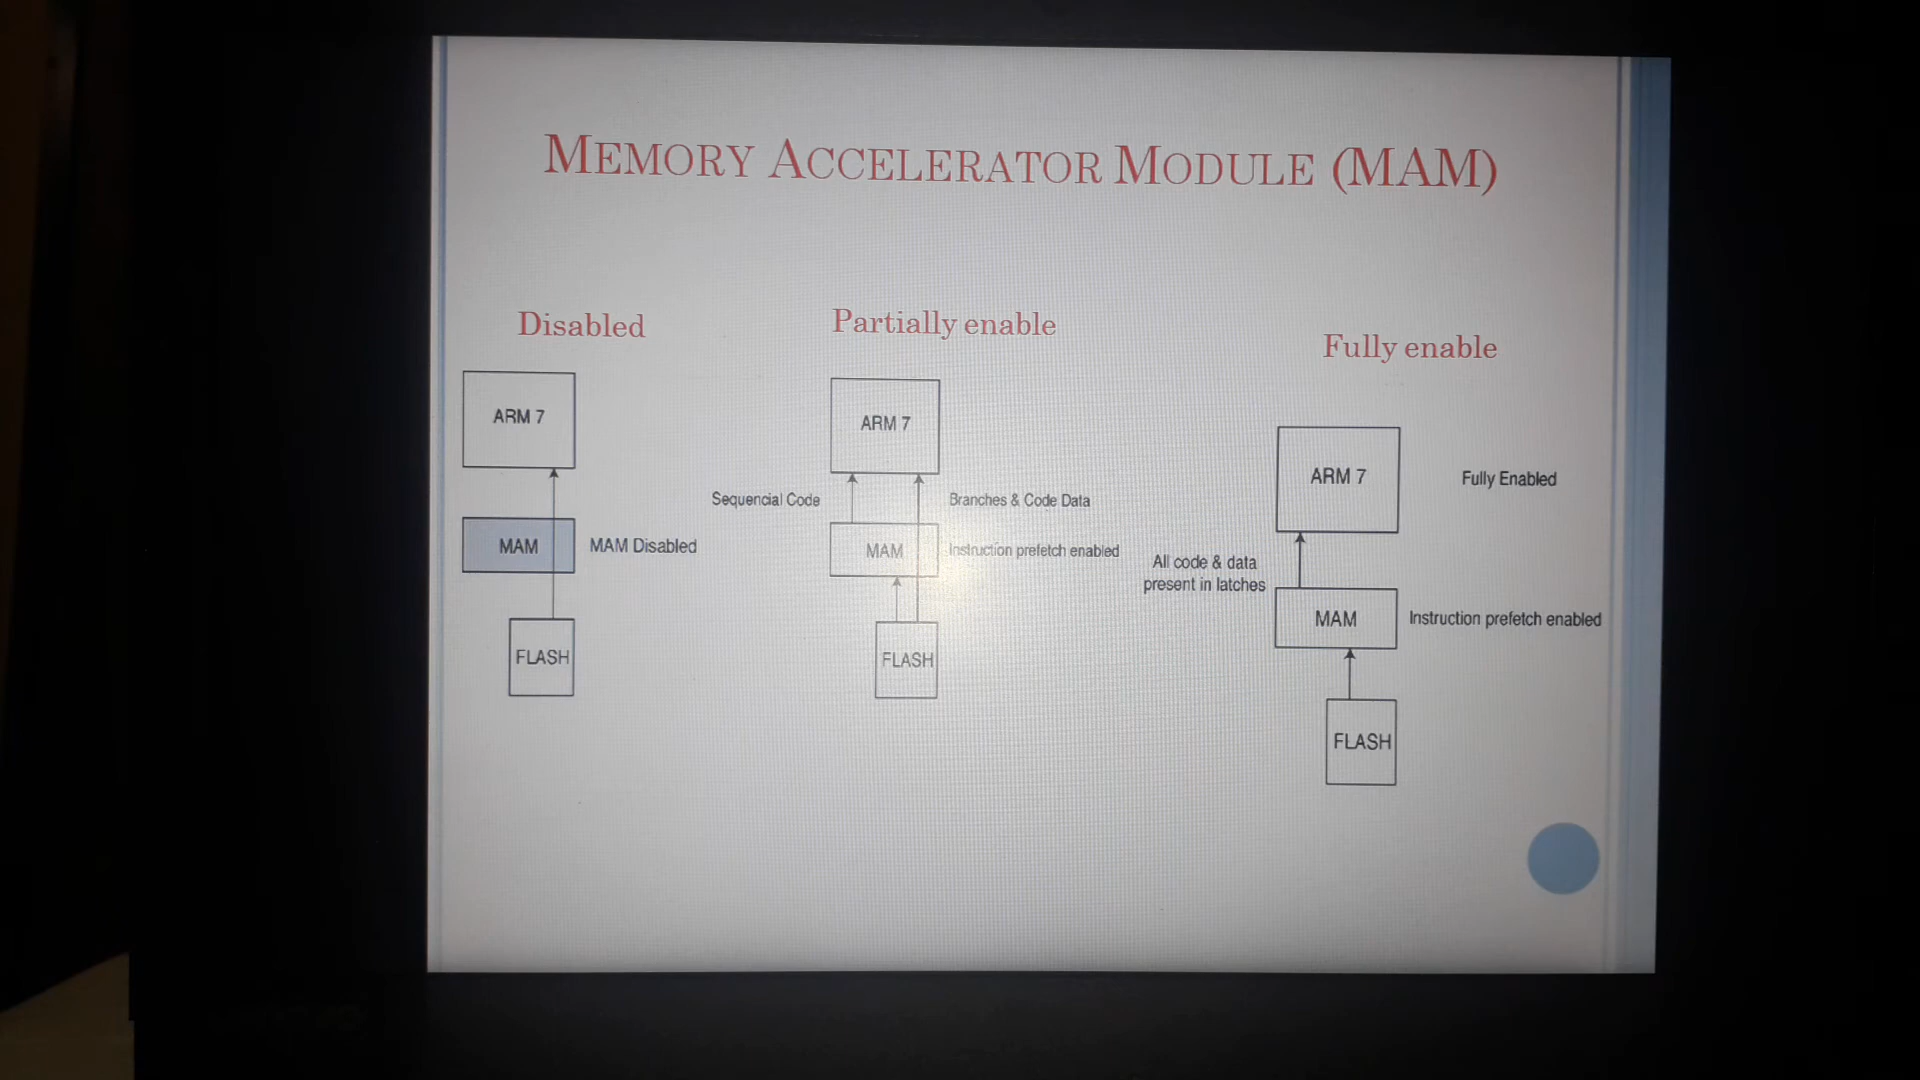 MEMORY ACCELERATOR MODULE (MAM)
Disabled
ARM 7
MAM
MAM Disabled
FLASH
Partially enable
ARM 7
Sequencial Code
Branches & Code Data
MAM
Instruction prefetch enabled
FLASH
Fully enable
ARM 7
Fully Enabled
All code & data
present in latches
MAM
Instruction prefetch enabled
FLASH